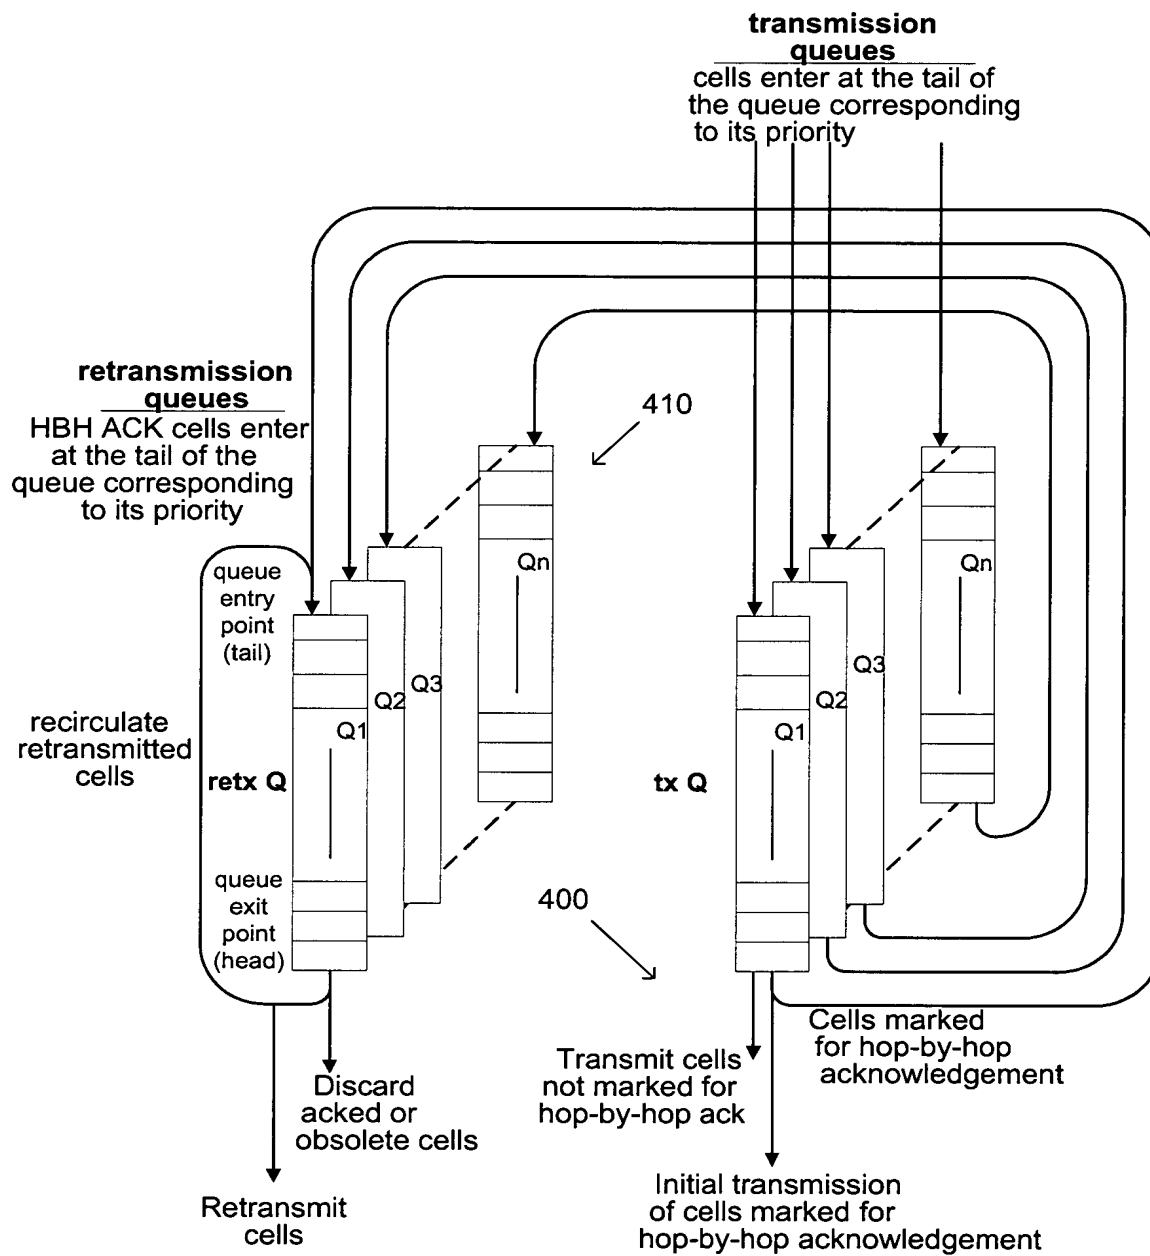 transmission
queues
cells enter at the tail of
the queue corresponding
to its priority
retransmission
queues
HBH ACK cells enter
at the tail of the
queue corresponding
to its priority
410
queue
entry
point
(tail)
Qn
Qn
Q3
Q2
Q1
Q3
Q2
Q1
recirculate
retransmitted
cells
retx Q
tx Q
queue
exit
point
(head)
400
Cells marked
for hop-by-hop
acknowledgement
Transmit cells
not marked for
hop-by-hop ack
Discard
acked or
obsolete cells
Retransmit
cells
Initial transmission
of cells marked for
hop-by-hop acknowledgement